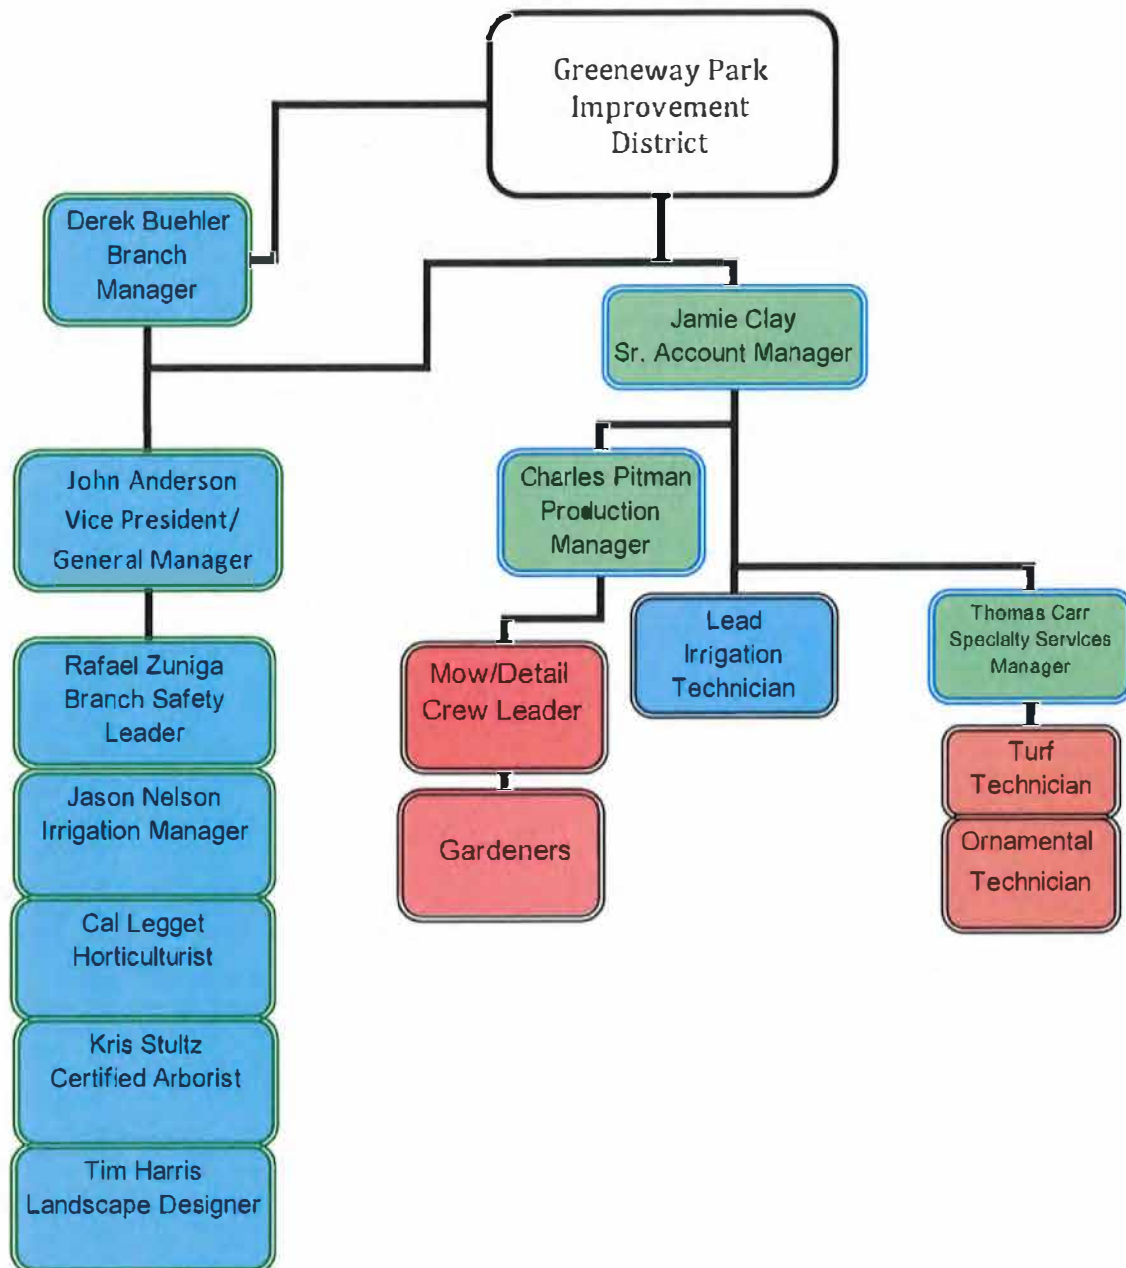 Greeneway Park
Improvement
District
Derek Buehler
Branch
Manager
Jamie Clay
Sr. Account Manager
John Anderson
Vice President/
General Manager
Charles Pitman
Production
Manager
Lead
Irrigation
Technician
Thomas Carr
Specialty Services
Manager
Rafael Zuniga
Branch Safety
Leader
Mow/Detail
Crew Leader
Turf
Technician
Jason Nelson
Irrigation Manager
Gardeners
Ornamental
Technician
Cal Legget
Horticulturist
Kris Stultz
Certified Arborist
Tim Harris
Landscape Designer